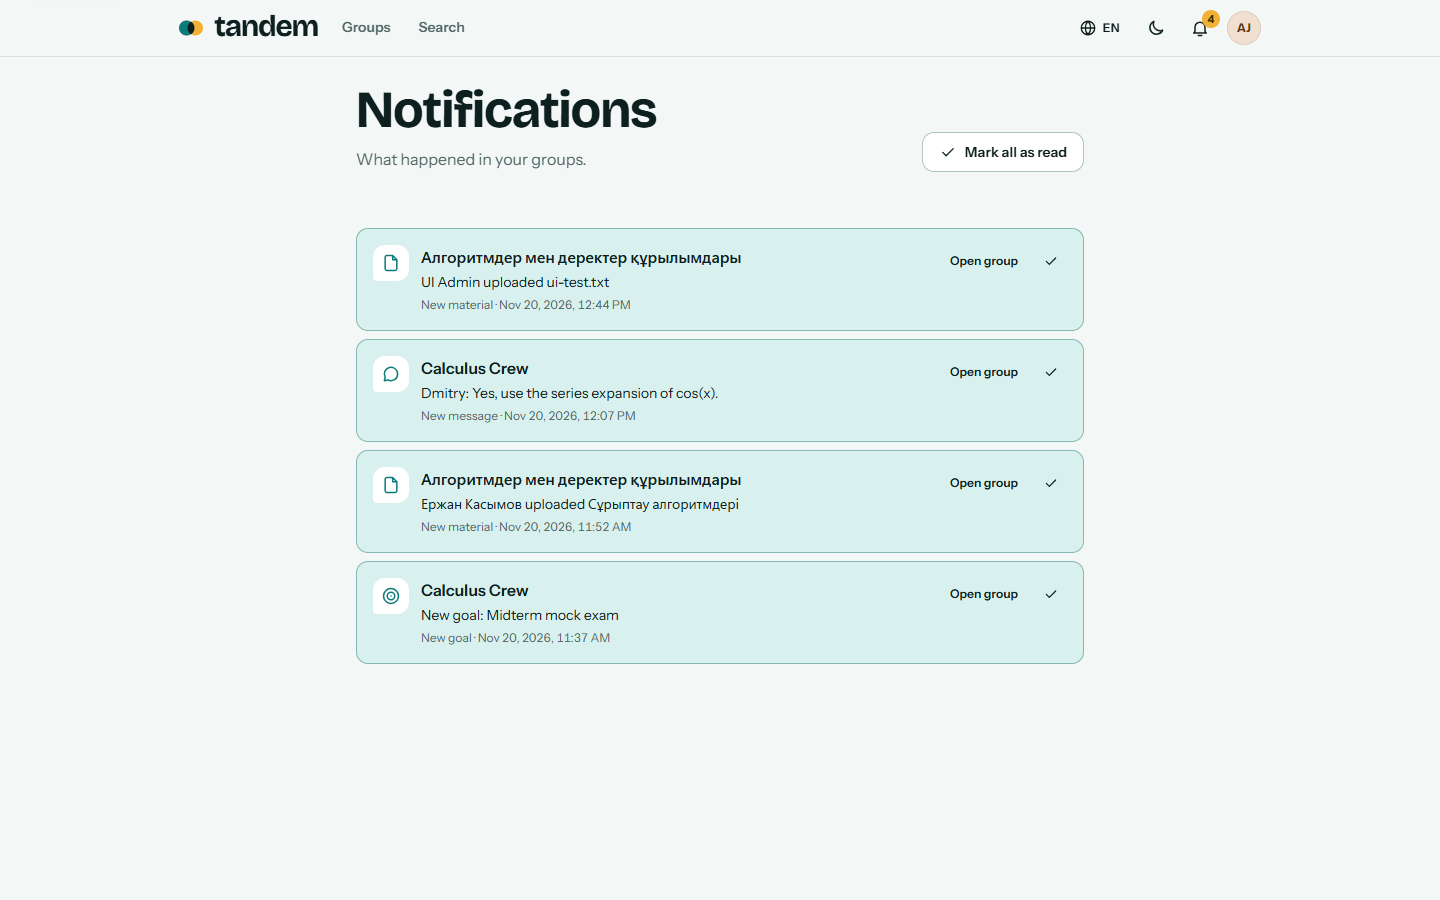 tandem Groups Search EN 4 AJ
Notifications
What happened in your groups.
Mark all as read
Алгоритмдер мен деректер құрылымдары Open group
UI Admin uploaded ui-test.txt
New material · Nov 20, 2026, 12:44 PM
Calculus Crew Open group
Dmitry: Yes, use the series expansion of cos(x).
New message · Nov 20, 2026, 12:07 PM
Алгоритмдер мен деректер құрылымдары Open group
Ержан Касымов uploaded Сұрыптау алгоритмдері
New material · Nov 20, 2026, 11:52 AM
Calculus Crew Open group
New goal: Midterm mock exam
New goal · Nov 20, 2026, 11:37 AM